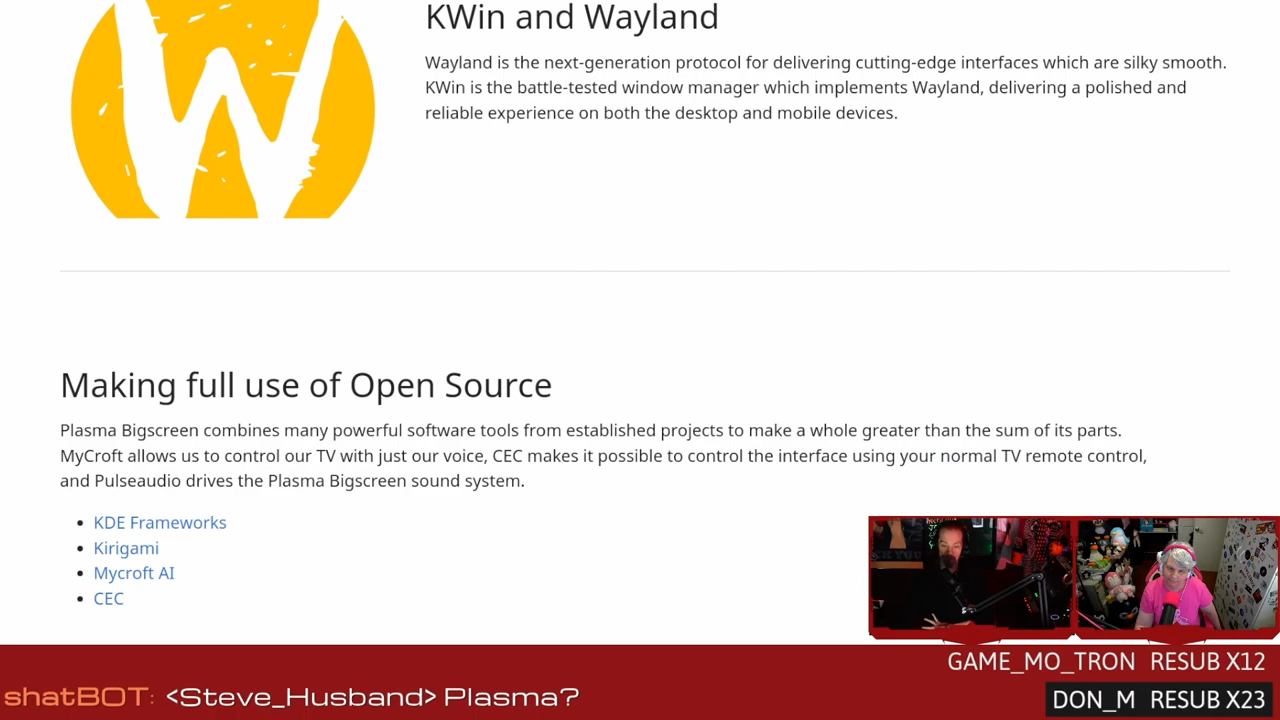 KWin and Wayland
Wayland is the next-generation protocol for delivering cutting-edge interfaces which are silky smooth.
KWin is the battle-tested window manager which implements Wayland, delivering a polished and
reliable experience on both the desktop and mobile devices.
Making full use of Open Source
Plasma Bigscreen combines many powerful software tools from established projects to make a whole greater than the sum of its parts.
MyCroft allows us to control our TV with just our voice, CEC makes it possible to control the interface using your normal TV remote control,
and Pulseaudio drives the Plasma Bigscreen sound system.
KDE Frameworks
Kirigami
Mycroft AI
CEC
GAME_MO_TRON RESUB X12
shatBOT: <Steve_Husband> Plasma?
DON_M RESUB X23